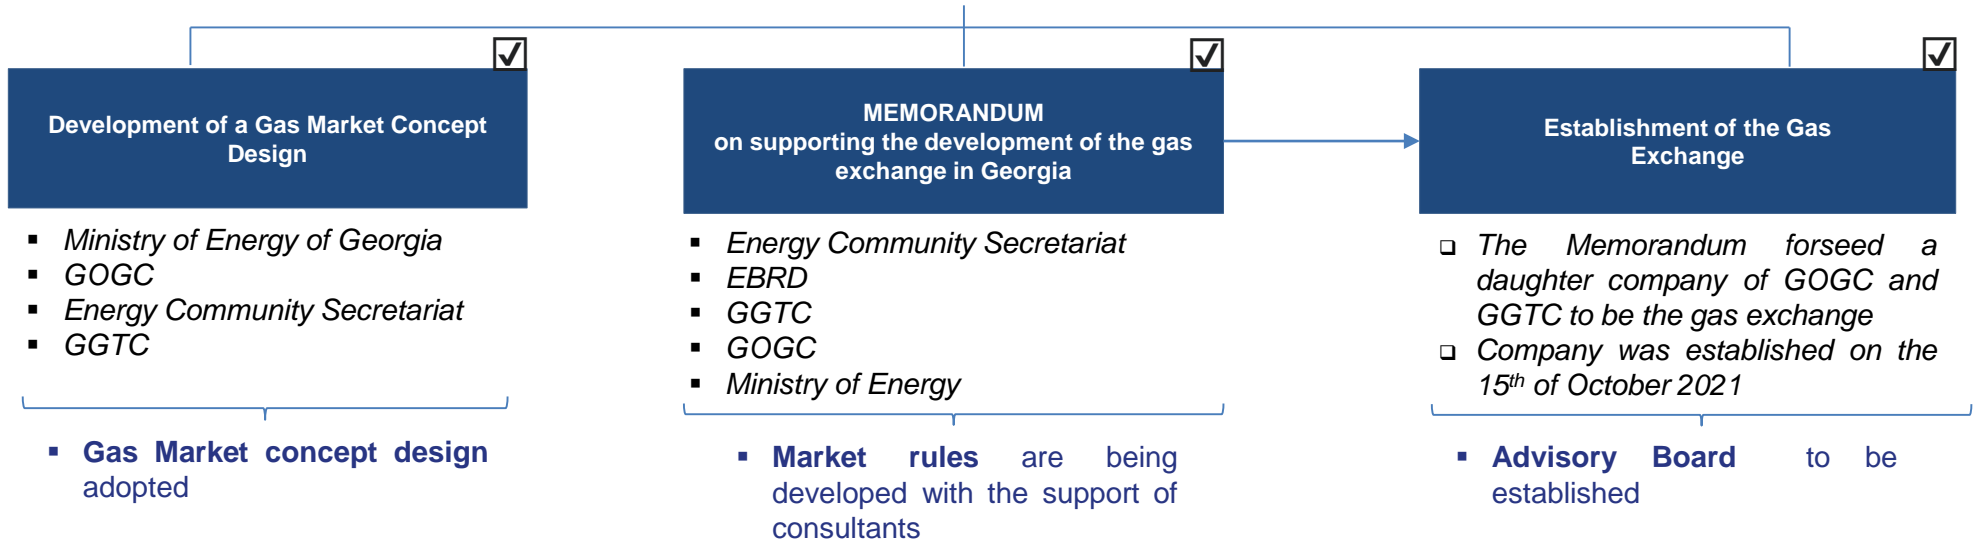 Development of a Gas Market Concept
Design
▪ Ministry of Energy of Georgia
▪ GOGC
▪ Energy Community Secretariat
▪ GGTC
▪ Gas Market concept design
adopted
MEMORANDUM
on supporting the development of the gas
exchange in Georgia
▪ Energy Community Secretariat
▪ EBRD
▪ GGTC
▪ GOGC
▪ Ministry of Energy
▪ Market rules are being
developed with the support of
consultants
Establishment of the Gas
Exchange
❑ The Memorandum forseed a
daughter company of GOGC and
GGTC to be the gas exchange
❑ Company was established on the
15th of October 2021
▪ Advisory Board to be
established